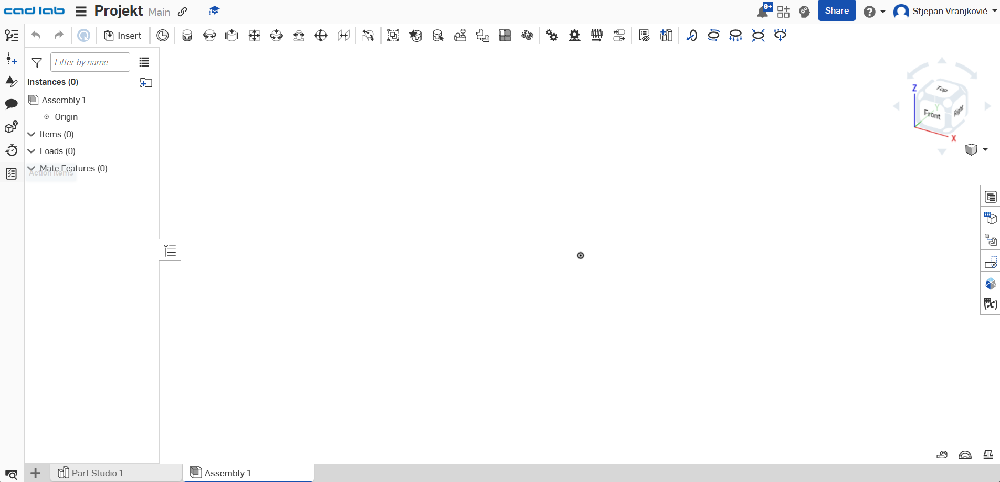 cad lab Projekt Main 9+ Share Stjepan Vranjković
Insert
Filter by name
Instances (0)
Assembly 1
Origin
Items (0)
Loads (0)
Mate Features (0)
Action Items
Z Top
Y
Front Right
X
(x)
Part Studio 1 Assembly 1